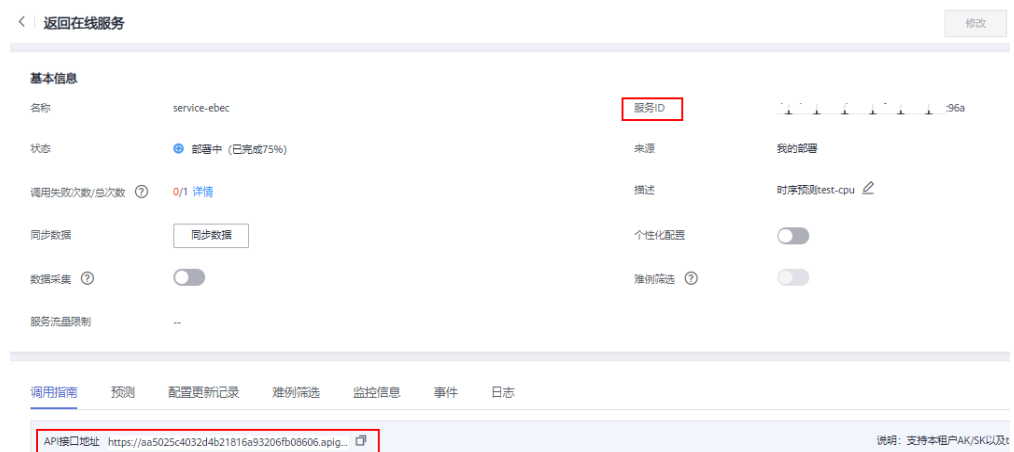 返回在线服务
修改
基本信息
名称 service-ebec 服务ID :96a
状态 部署中（已完成75%） 来源 我的部署
调用失败次数/总次数 ? 0/1 详情 描述 时序预测test-cpu
同步数据 同步数据 个性化配置
数据采集 ? 难例筛选 ?
服务流量限制 --
调用指南 预测 配置更新记录 难例筛选 监控信息 事件 日志
API接口地址 https://aa5025c4032d4b21816a93206fb08606.apig... 说明：支持本租户AK/SK以及t